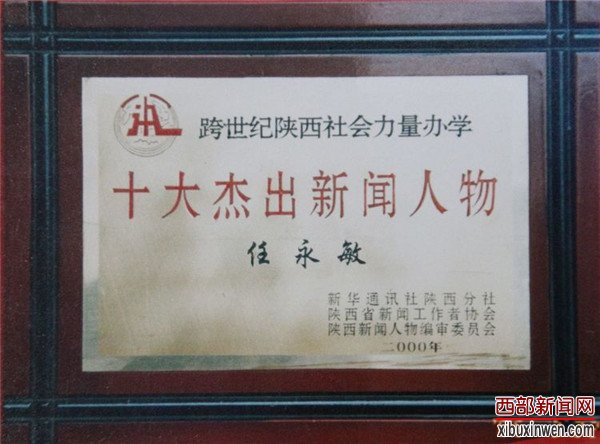 跨世纪陕西社会力量办学
十大杰出新闻人物
任永敏
新华通讯社陕西分社
陕西省新闻工作者协会
陕西新闻人物编审委员会
二000年
西部新闻网
xibuxinwen.com